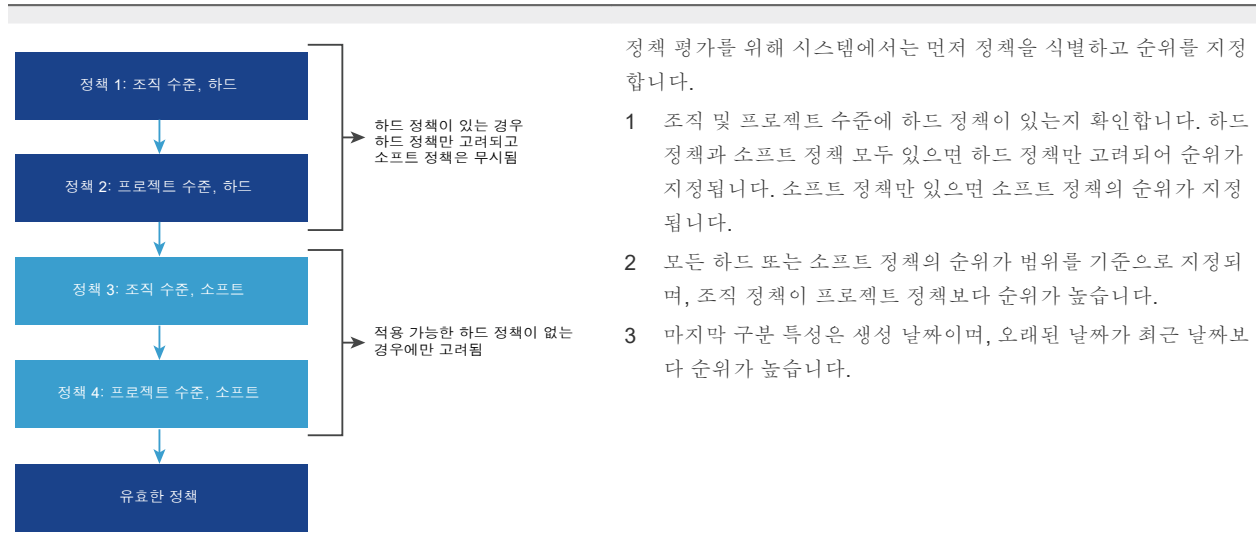 정책 1: 조직 수준, 하드
정책 2: 프로젝트 수준, 하드
하드 정책이 있는 경우
하드 정책만 고려되고
소프트 정책은 무시됨
정책 3: 조직 수준, 소프트
정책 4: 프로젝트 수준, 소프트
적용 가능한 하드 정책이 없는
경우에만 고려됨
유효한 정책
정책 평가를 위해 시스템에서는 먼저 정책을 식별하고 순위를 지정
합니다.
1 조직 및 프로젝트 수준에 하드 정책이 있는지 확인합니다. 하드
정책과 소프트 정책 모두 있으면 하드 정책만 고려되어 순위가
지정됩니다. 소프트 정책만 있으면 소프트 정책의 순위가 지정
됩니다.
2 모든 하드 또는 소프트 정책의 순위가 범위를 기준으로 지정되
며, 조직 정책이 프로젝트 정책보다 순위가 높습니다.
3 마지막 구분 특성은 생성 날짜이며, 오래된 날짜가 최근 날짜보
다 순위가 높습니다.